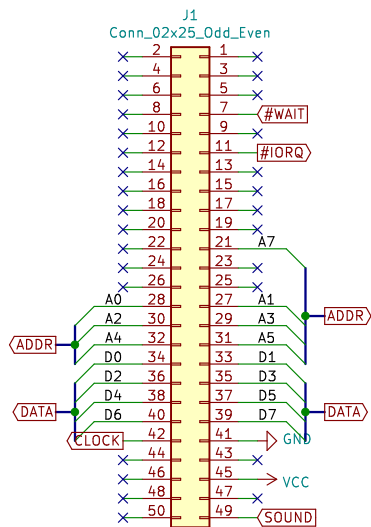 J1
Conn_02x25_Odd_Even
2 1
4 3
6 5
8 7 #WAIT
10 9
12 11 #IORQ
14 13
16 15
18 17
20 19
22 21 A7
24 23
26 25
A0 28 27 A1
A2 30 29 A3 ADDR
ADDR A4 32 31 A5
D0 34 33 D1
D2 36 35 D3
DATA D4 38 37 D5 DATA
D6 40 39 D7
CLOCK 42 41 GND
44 43
46 45 VCC
48 47
50 49 SOUND